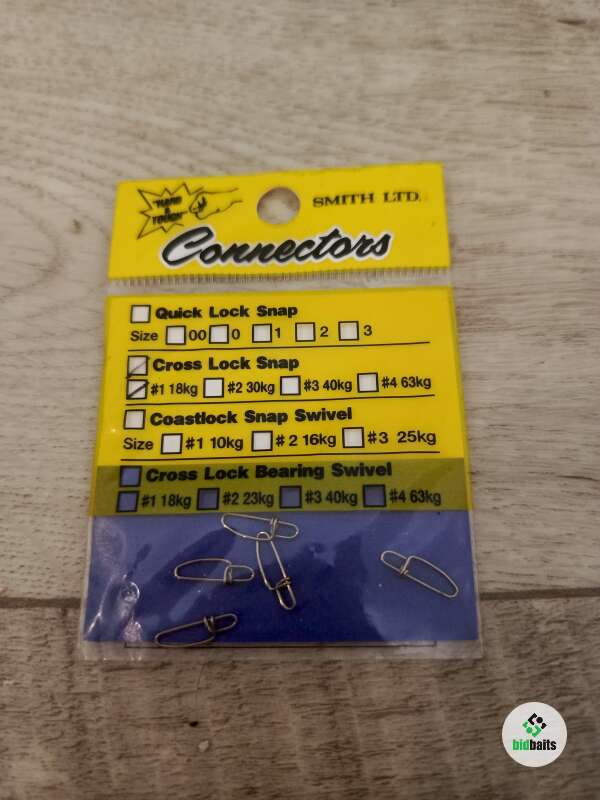 "HARD
&
TOUGH"
SMITH LTD.
Connectors
Quick Lock Snap
Size 00 0 1 2 3
Cross Lock Snap
#1 18kg #2 30kg #3 40kg #4 63kg
Coastlock Snap Swivel
Size #1 10kg #2 16kg #3 25kg
Cross Lock Bearing Swivel
#1 18kg #2 23kg #3 40kg #4 63kg
bidbaits